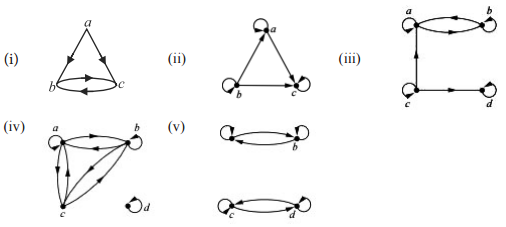 (i) a b c
(ii) a b c
(iii) a b c d
(iv) a b c d
(v) b c d